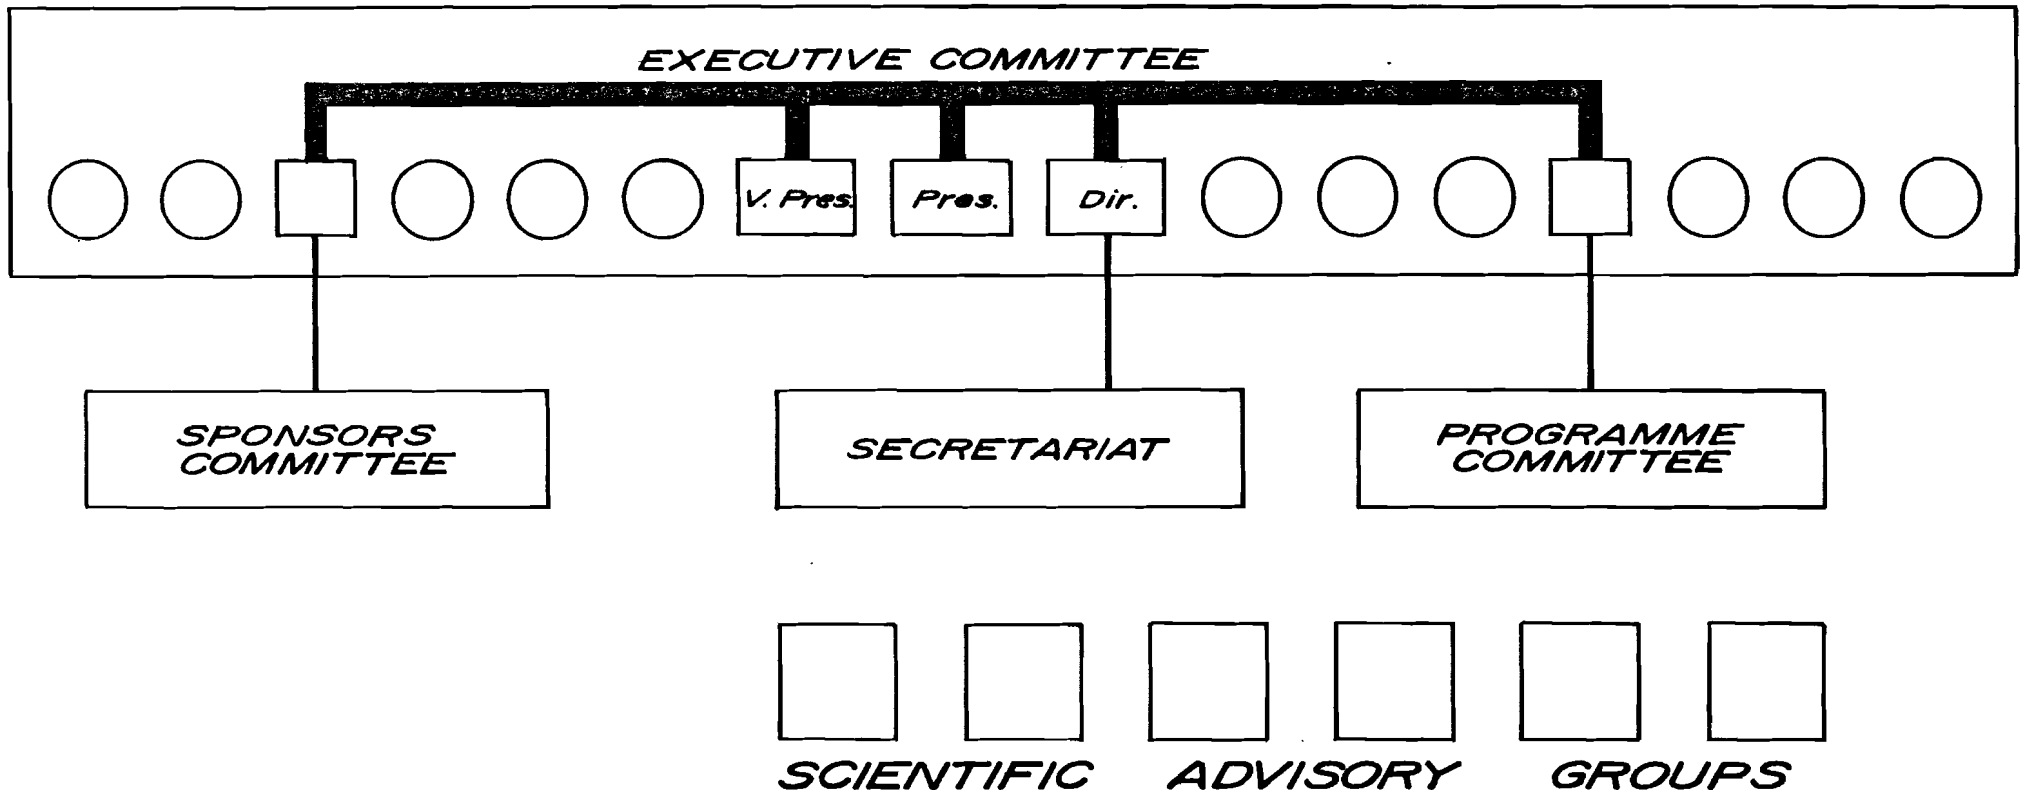 EXECUTIVE COMMITTEE
V. Pres.
Pres.
Dir.
SPONSORS
COMMITTEE
SECRETARIAT
PROGRAMME
COMMITTEE
SCIENTIFIC ADVISORY GROUPS